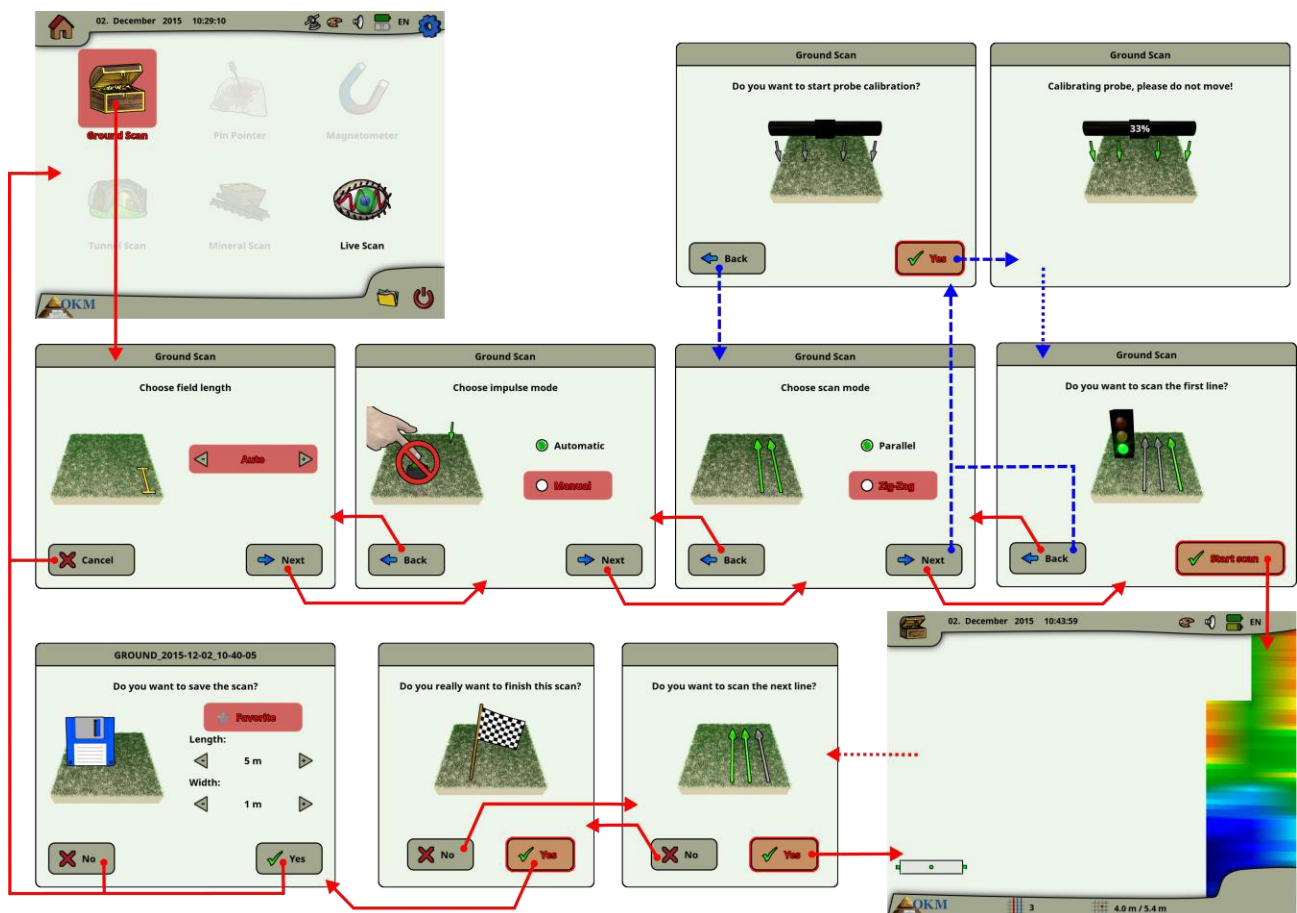 02. December 2015 10:29:10
EN
Ground Scan
Pin Pointer
Magnetometer
Tunnel Scan
Mineral Scan
Live Scan
OKM
Ground Scan
Do you want to start probe calibration?
Back
Yes
Ground Scan
Calibrating probe, please do not move!
33%
Ground Scan
Choose field length
Auto
Cancel
Next
Ground Scan
Choose impulse mode
Automatic
Manual
Back
Next
Ground Scan
Choose scan mode
Parallel
Zig-Zag
Back
Next
Ground Scan
Do you want to scan the first line?
Back
Start scan
GROUND_2015-12-02_10-40-05
Do you want to save the scan?
Favorite
Length:
5 m
Width:
1 m
No
Yes
Do you really want to finish this scan?
No
Yes
Do you want to scan the next line?
No
Yes
02. December 2015 10:43:59
EN
OKM
3
4.0 m / 5.4 m